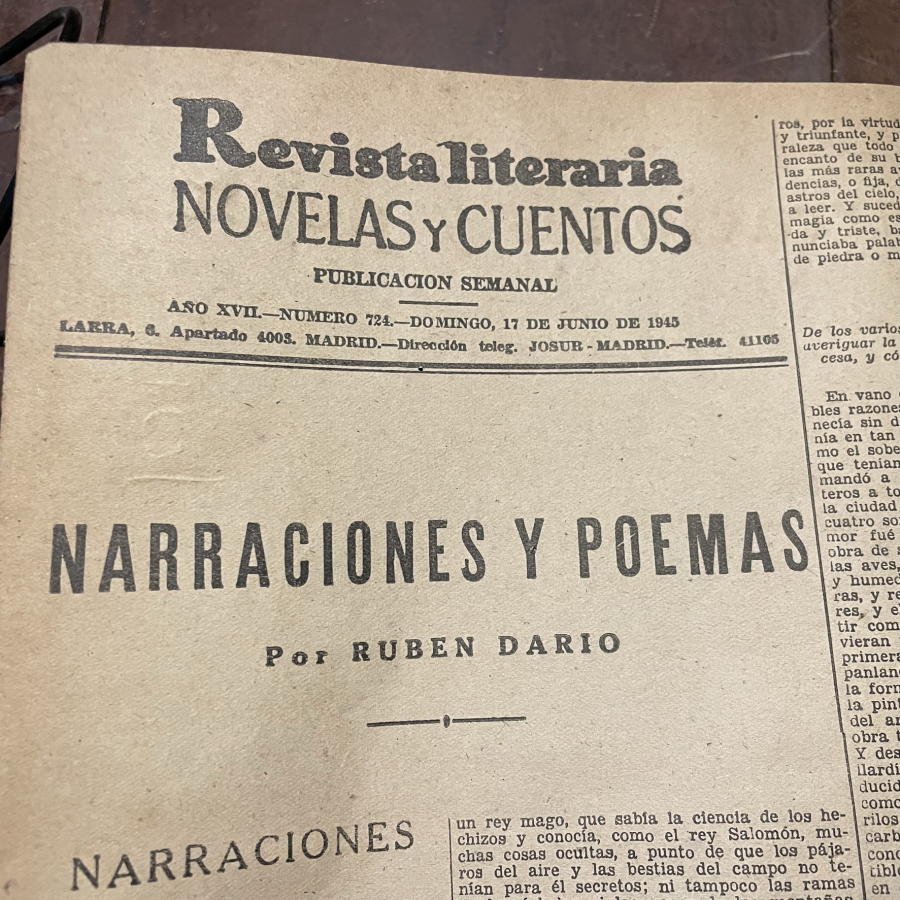 Revista literaria
NOVELAS Y CUENTOS
PUBLICACION SEMANAL
AÑO XVII.—NUMERO 724.—DOMINGO, 17 DE JUNIO DE 1945
LARRA, 6. Apartado 4003. MADRID.—Dirección teleg. JOSUR-MADRID.—Teléf. 41105
NARRACIONES Y POEMAS
Por RUBEN DARIO
NARRACIONES
un rey mago, que sabía la ciencia de los he-
chizos y conocía, como el rey Salomón, mu-
chas cosas ocultas, a punto de que los pája-
ros del aire y las bestias del campo no te-
nían para él secretos; ni tampoco las ramas
ros, por la virtud
y triunfante, y p
raleza que todo
encanto de su b
las más raras av
dencias, o fija, d
astros del cielo,
a leer. Y suced
magia como es
da y triste, ba
nunciaba palab
de piedra o m
De los varios
averiguar la
cesa, y có
En vano
bles razones
necía sin d
nía en tan
mo el sobe
que tenían
mandó a
teros a to
la ciudad
cuatro so
mor fué
obra de
las aves,
y humed
ras, y re
res, y e
tir com
vieran
primera
panlan
la form
la pint
del ar
obra t
Y des
ilardi
ducid
como
rilos
carb
cond
tible
en